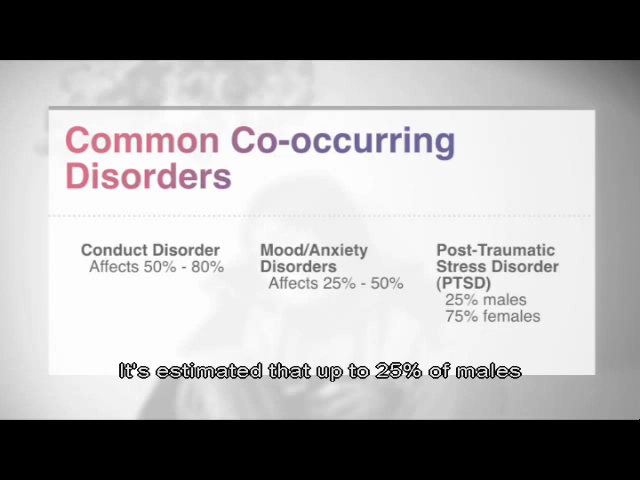 Common Co-occurring
Disorders
Conduct Disorder
Affects 50% - 80%
Mood/Anxiety
Disorders
Affects 25% - 50%
Post-Traumatic
Stress Disorder
(PTSD)
25% males
75% females
It's estimated that up to 25% of males